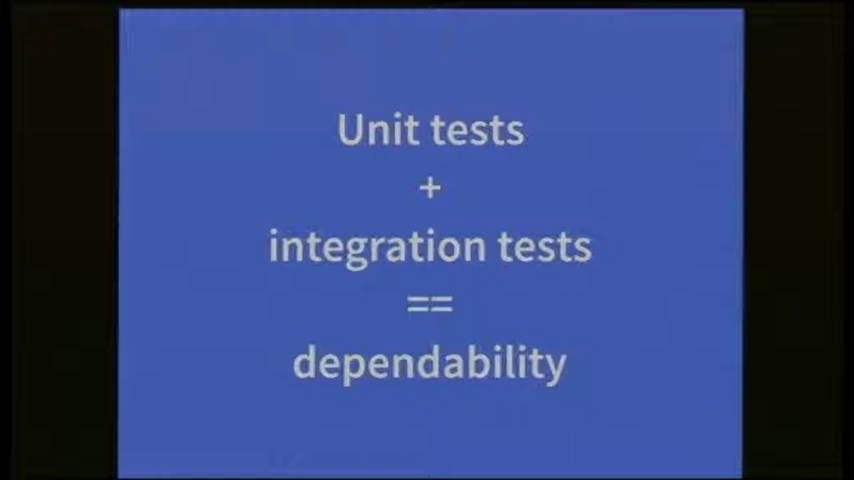 Unit tests
+
integration tests
==
dependability